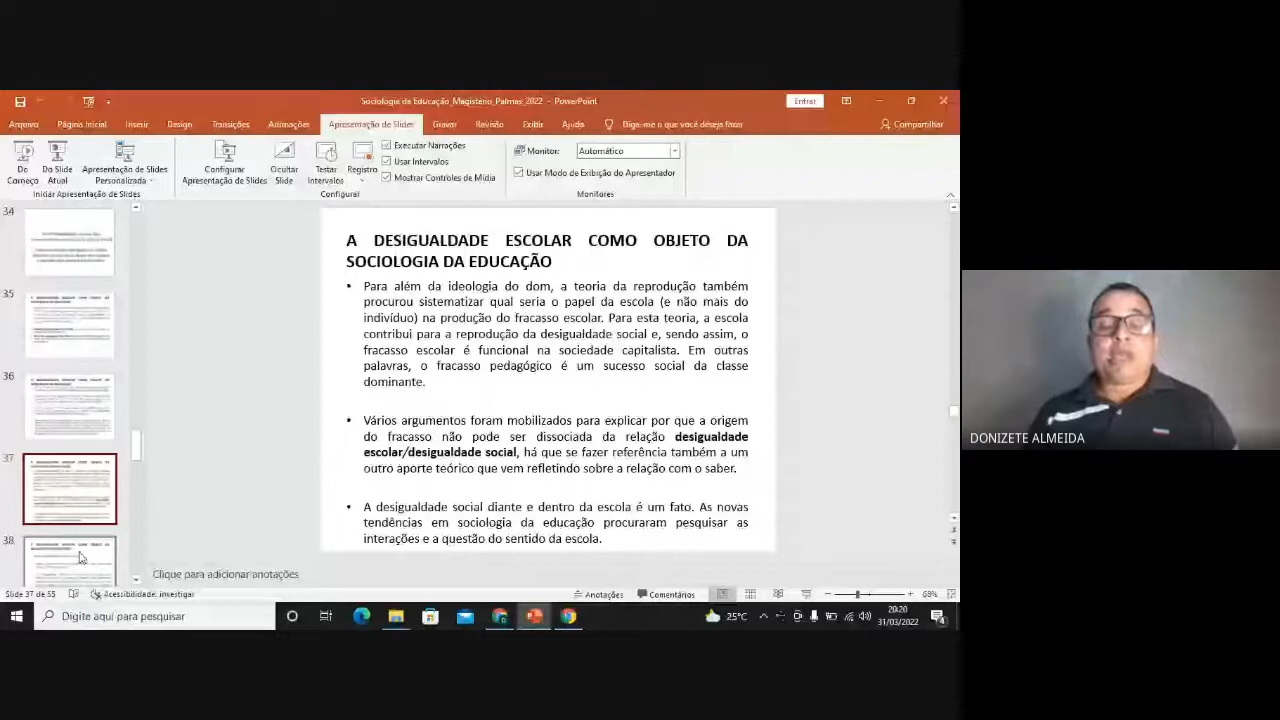 Sociologia da Educação_Magistério_Palmas_2022 - PowerPoint
Entrar
Arquivo Página Inicial Inserir Design Transições Animações Apresentação de Slides Gravar Revisão Exibir Ajuda Diga-me o que você deseja fazer Compartilhar
Do Começo
Do Slide Atual
Apresentação de Slides Personalizada
Configurar Apresentação de Slides
Ocultar Slide
Testar Intervalos
Registro
Executar Narrações
Usar Intervalos
Mostrar Controles de Mídia
Monitor: Automático
Usar Modo de Exibição do Apresentador
Iniciar Apresentação de Slides
Configurar
Monitores
34
35
36
37
38
A DESIGUALDADE ESCOLAR COMO OBJETO DA
SOCIOLOGIA DA EDUCAÇÃO
• Para além da ideologia do dom, a teoria da reprodução também
procurou sistematizar qual seria o papel da escola (e não mais do
indivíduo) na produção do fracasso escolar. Para esta teoria, a escola
contribui para a reprodução da desigualdade social e, sendo assim, o
fracasso escolar é funcional na sociedade capitalista. Em outras
palavras, o fracasso pedagógico é um sucesso social da classe
dominante.
• Vários argumentos foram mobilizados para explicar por que a origem
do fracasso não pode ser dissociada da relação desigualdade
escolar/desigualdade social, há que se fazer referência também a um
outro aporte teórico que vem refletindo sobre a relação com o saber.
• A desigualdade social diante e dentro da escola é um fato. As novas
tendências em sociologia da educação procuraram pesquisar as
interações e a questão do sentido da escola.
Clique para adicionar anotações
Slide 37 de 55 Acessibilidade: investigar Anotações Comentários 68%
Digite aqui para pesquisar
25°C
20:20
31/03/2022
4
DONIZETE ALMEIDA